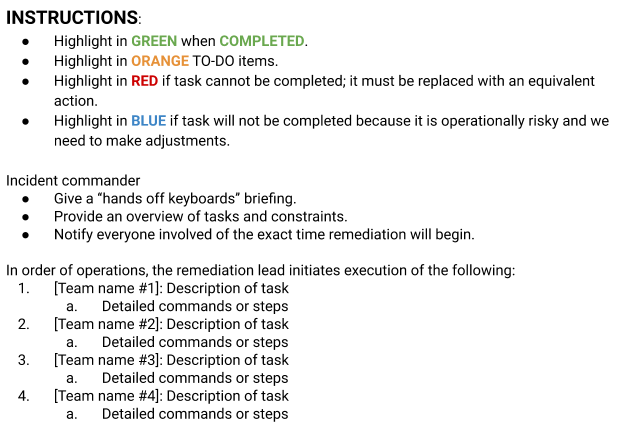 INSTRUCTIONS:
● Highlight in GREEN when COMPLETED.
● Highlight in ORANGE TO-DO items.
● Highlight in RED if task cannot be completed; it must be replaced with an equivalent
action.
● Highlight in BLUE if task will not be completed because it is operationally risky and we
need to make adjustments.
Incident commander
● Give a “hands off keyboards” briefing.
● Provide an overview of tasks and constraints.
● Notify everyone involved of the exact time remediation will begin.
In order of operations, the remediation lead initiates execution of the following:
1. [Team name #1]: Description of task
a. Detailed commands or steps
2. [Team name #2]: Description of task
a. Detailed commands or steps
3. [Team name #3]: Description of task
a. Detailed commands or steps
4. [Team name #4]: Description of task
a. Detailed commands or steps